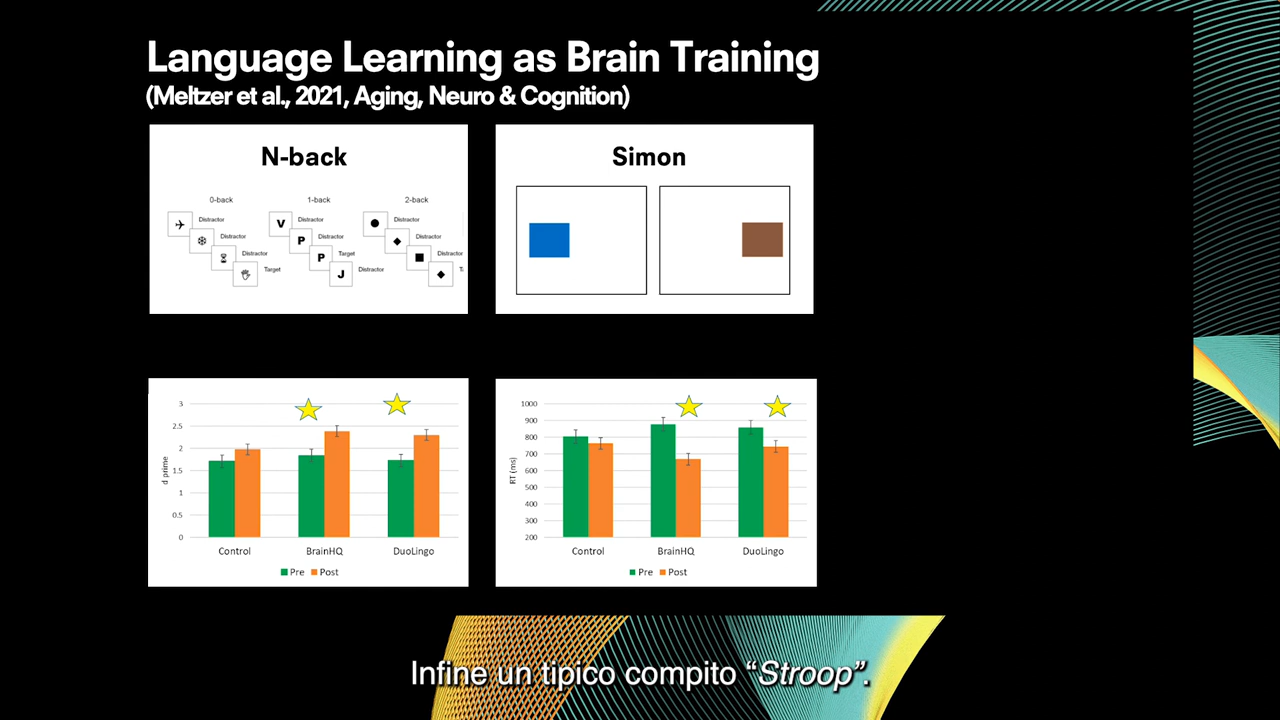 Language Learning as Brain Training
(Meltzer et al., 2021, Aging, Neuro & Cognition)
N-back
0-back 1-back 2-back
Distractor
Distractor
Distractor
Target
V Distractor
P Distractor
P Target
J Distractor
Distractor
Distractor
Distractor
Simon
3
2.5
2
1.5
1
0.5
0
d prime
Control BrainHQ DuoLingo
Pre Post
1000
900
800
700
600
500
400
300
200
RT (ms)
Control BrainHQ DuoLingo
Pre Post
Infine un tipico compito “Stroop”.